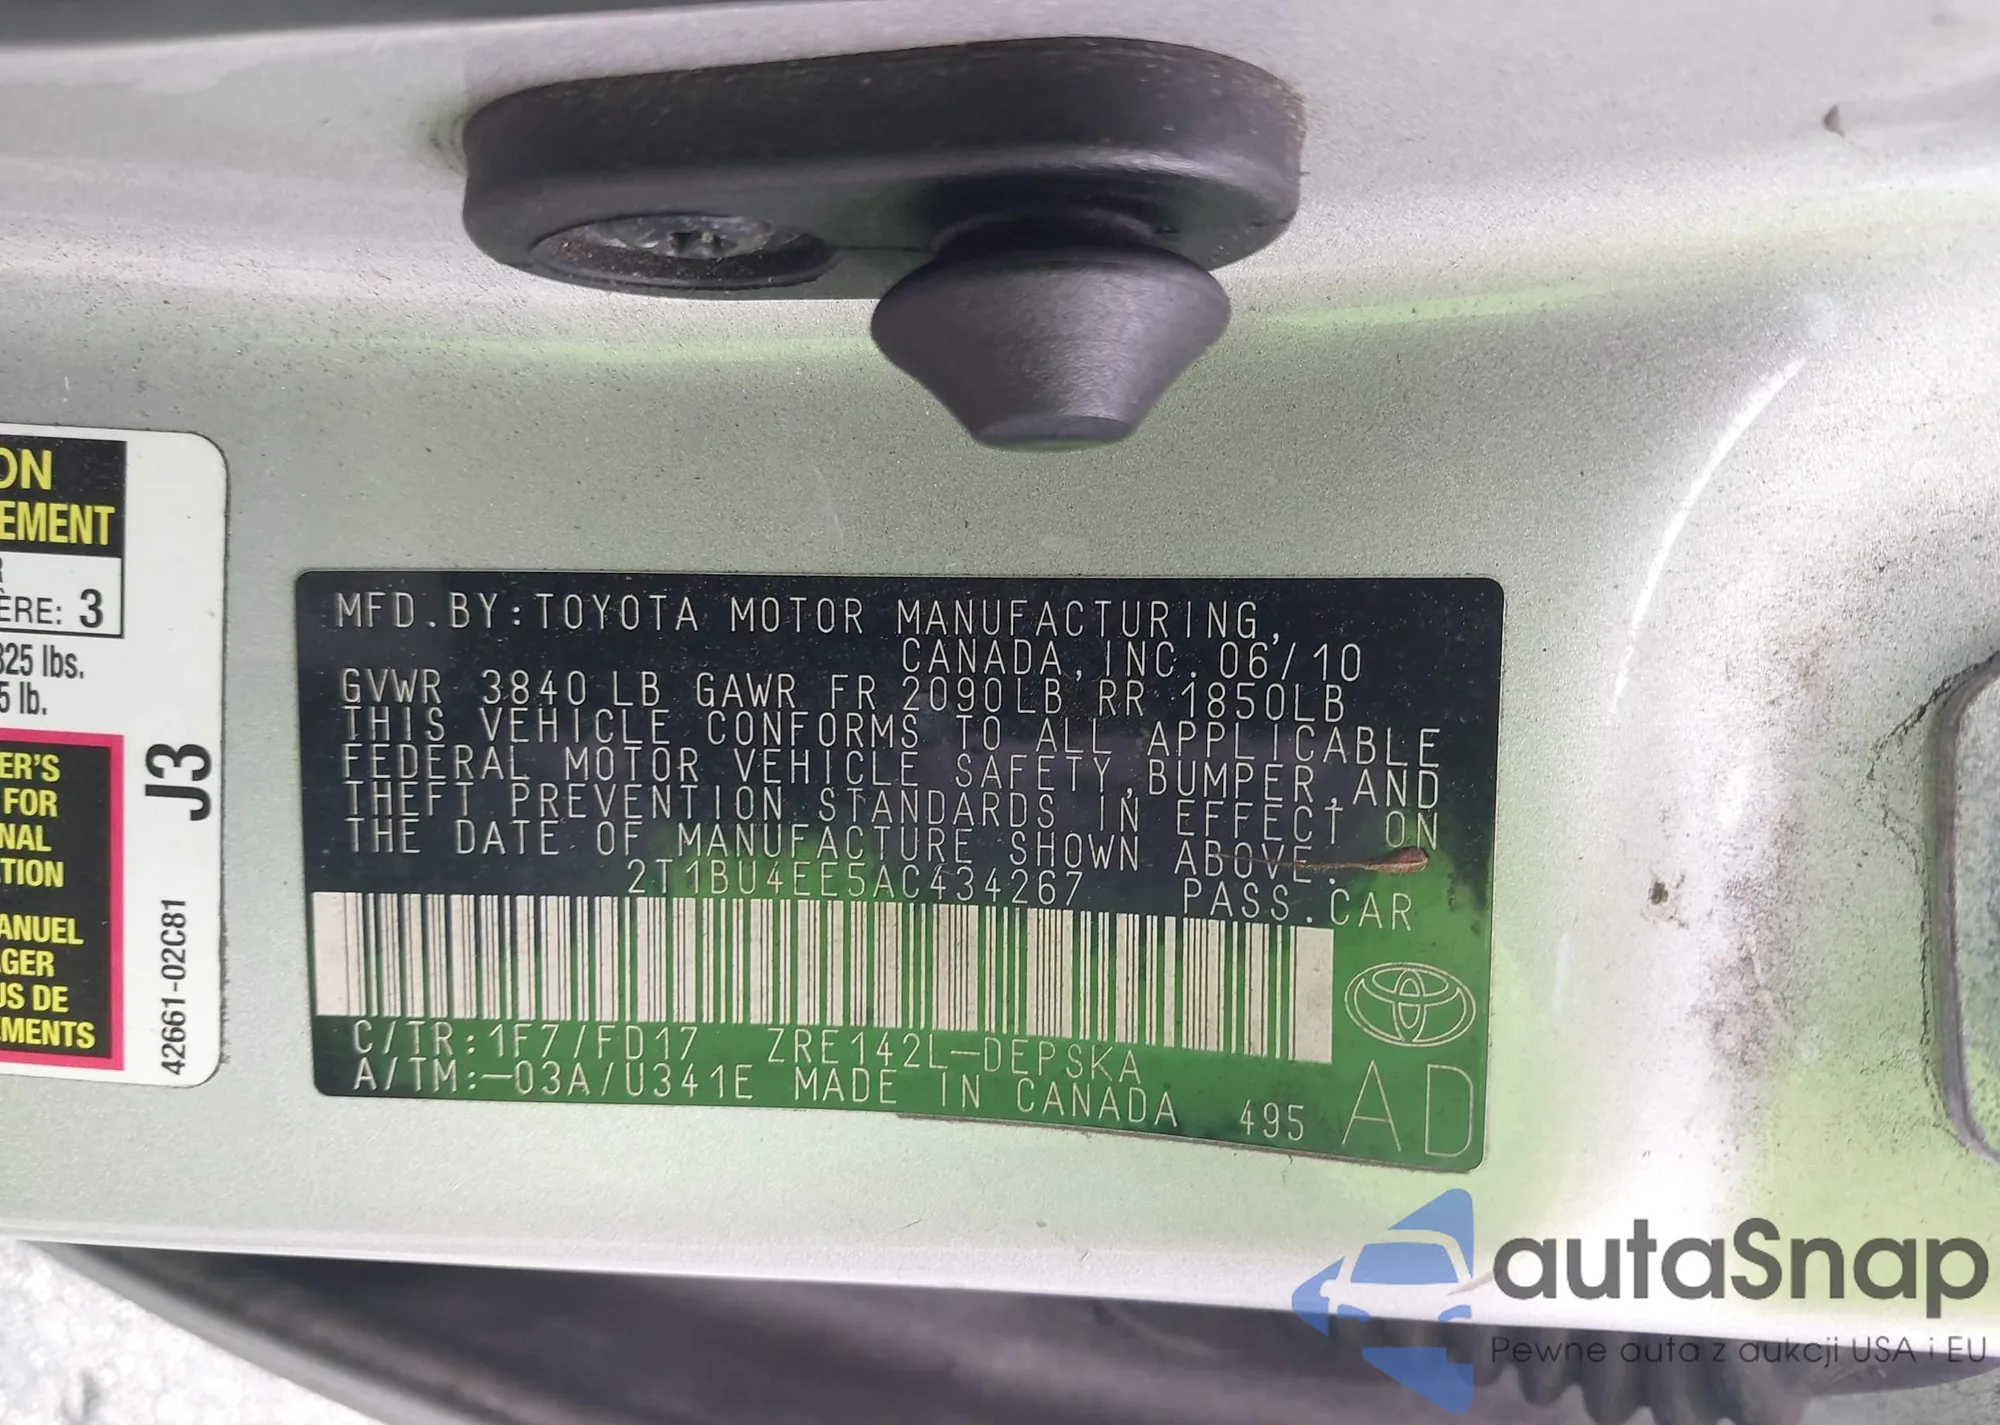 ON
EMENT
R
ÈRE: 3
825 lbs.
5 lb.
ER'S
FOR
NAL
TION
ANUEL
GER
US DE
EMENTS
J3
42661-02C81
MFD.BY:TOYOTA MOTOR MANUFACTURING,
CANADA,INC. 06/10
GVWR 3840LB GAWR FR 2090LB RR 1850LB
THIS VEHICLE CONFORMS TO ALL APPLICABLE
FEDERAL MOTOR VEHICLE SAFETY,BUMPER,AND
THEFT PREVENTION STANDARDS IN EFFECT ON
THE DATE OF MANUFACTURE SHOWN ABOVE.
2T1BU4EE5AC434267 PASS.CAR
C/TR:1F7/FD17 ZRE142L-DEPSKA
A/TM:-03A/U341E MADE IN CANADA 495
AD
autaSnap
Pewne auta z aukcji USA i EU